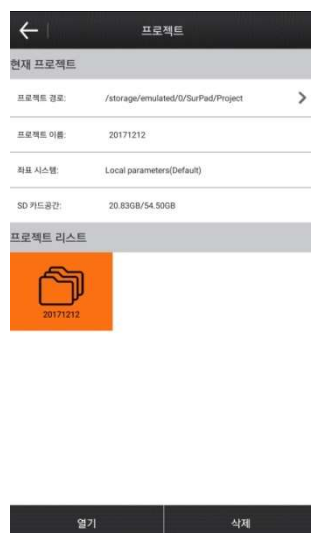 프로젝트
현재 프로젝트
프로젝트 경로: /storage/emulated/0/SurPad/Project
프로젝트 이름: 20171212
좌표 시스템: Local parameters(Default)
SD 카드공간: 20.83GB/54.50GB
프로젝트 리스트
20171212
열기 삭제